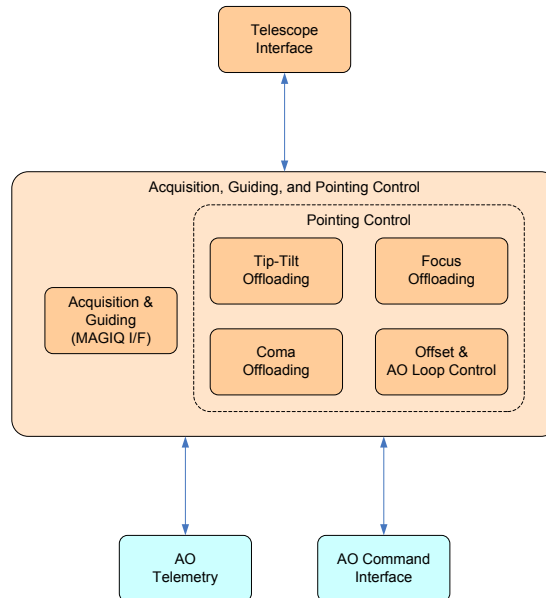 Telescope
Interface
Acquisition, Guiding, and Pointing Control
Pointing Control
Tip-Tilt
Offloading
Focus
Offloading
Acquisition &
Guiding
(MAGIQ I/F)
Coma
Offloading
Offset &
AO Loop Control
AO
Telemetry
AO Command
Interface